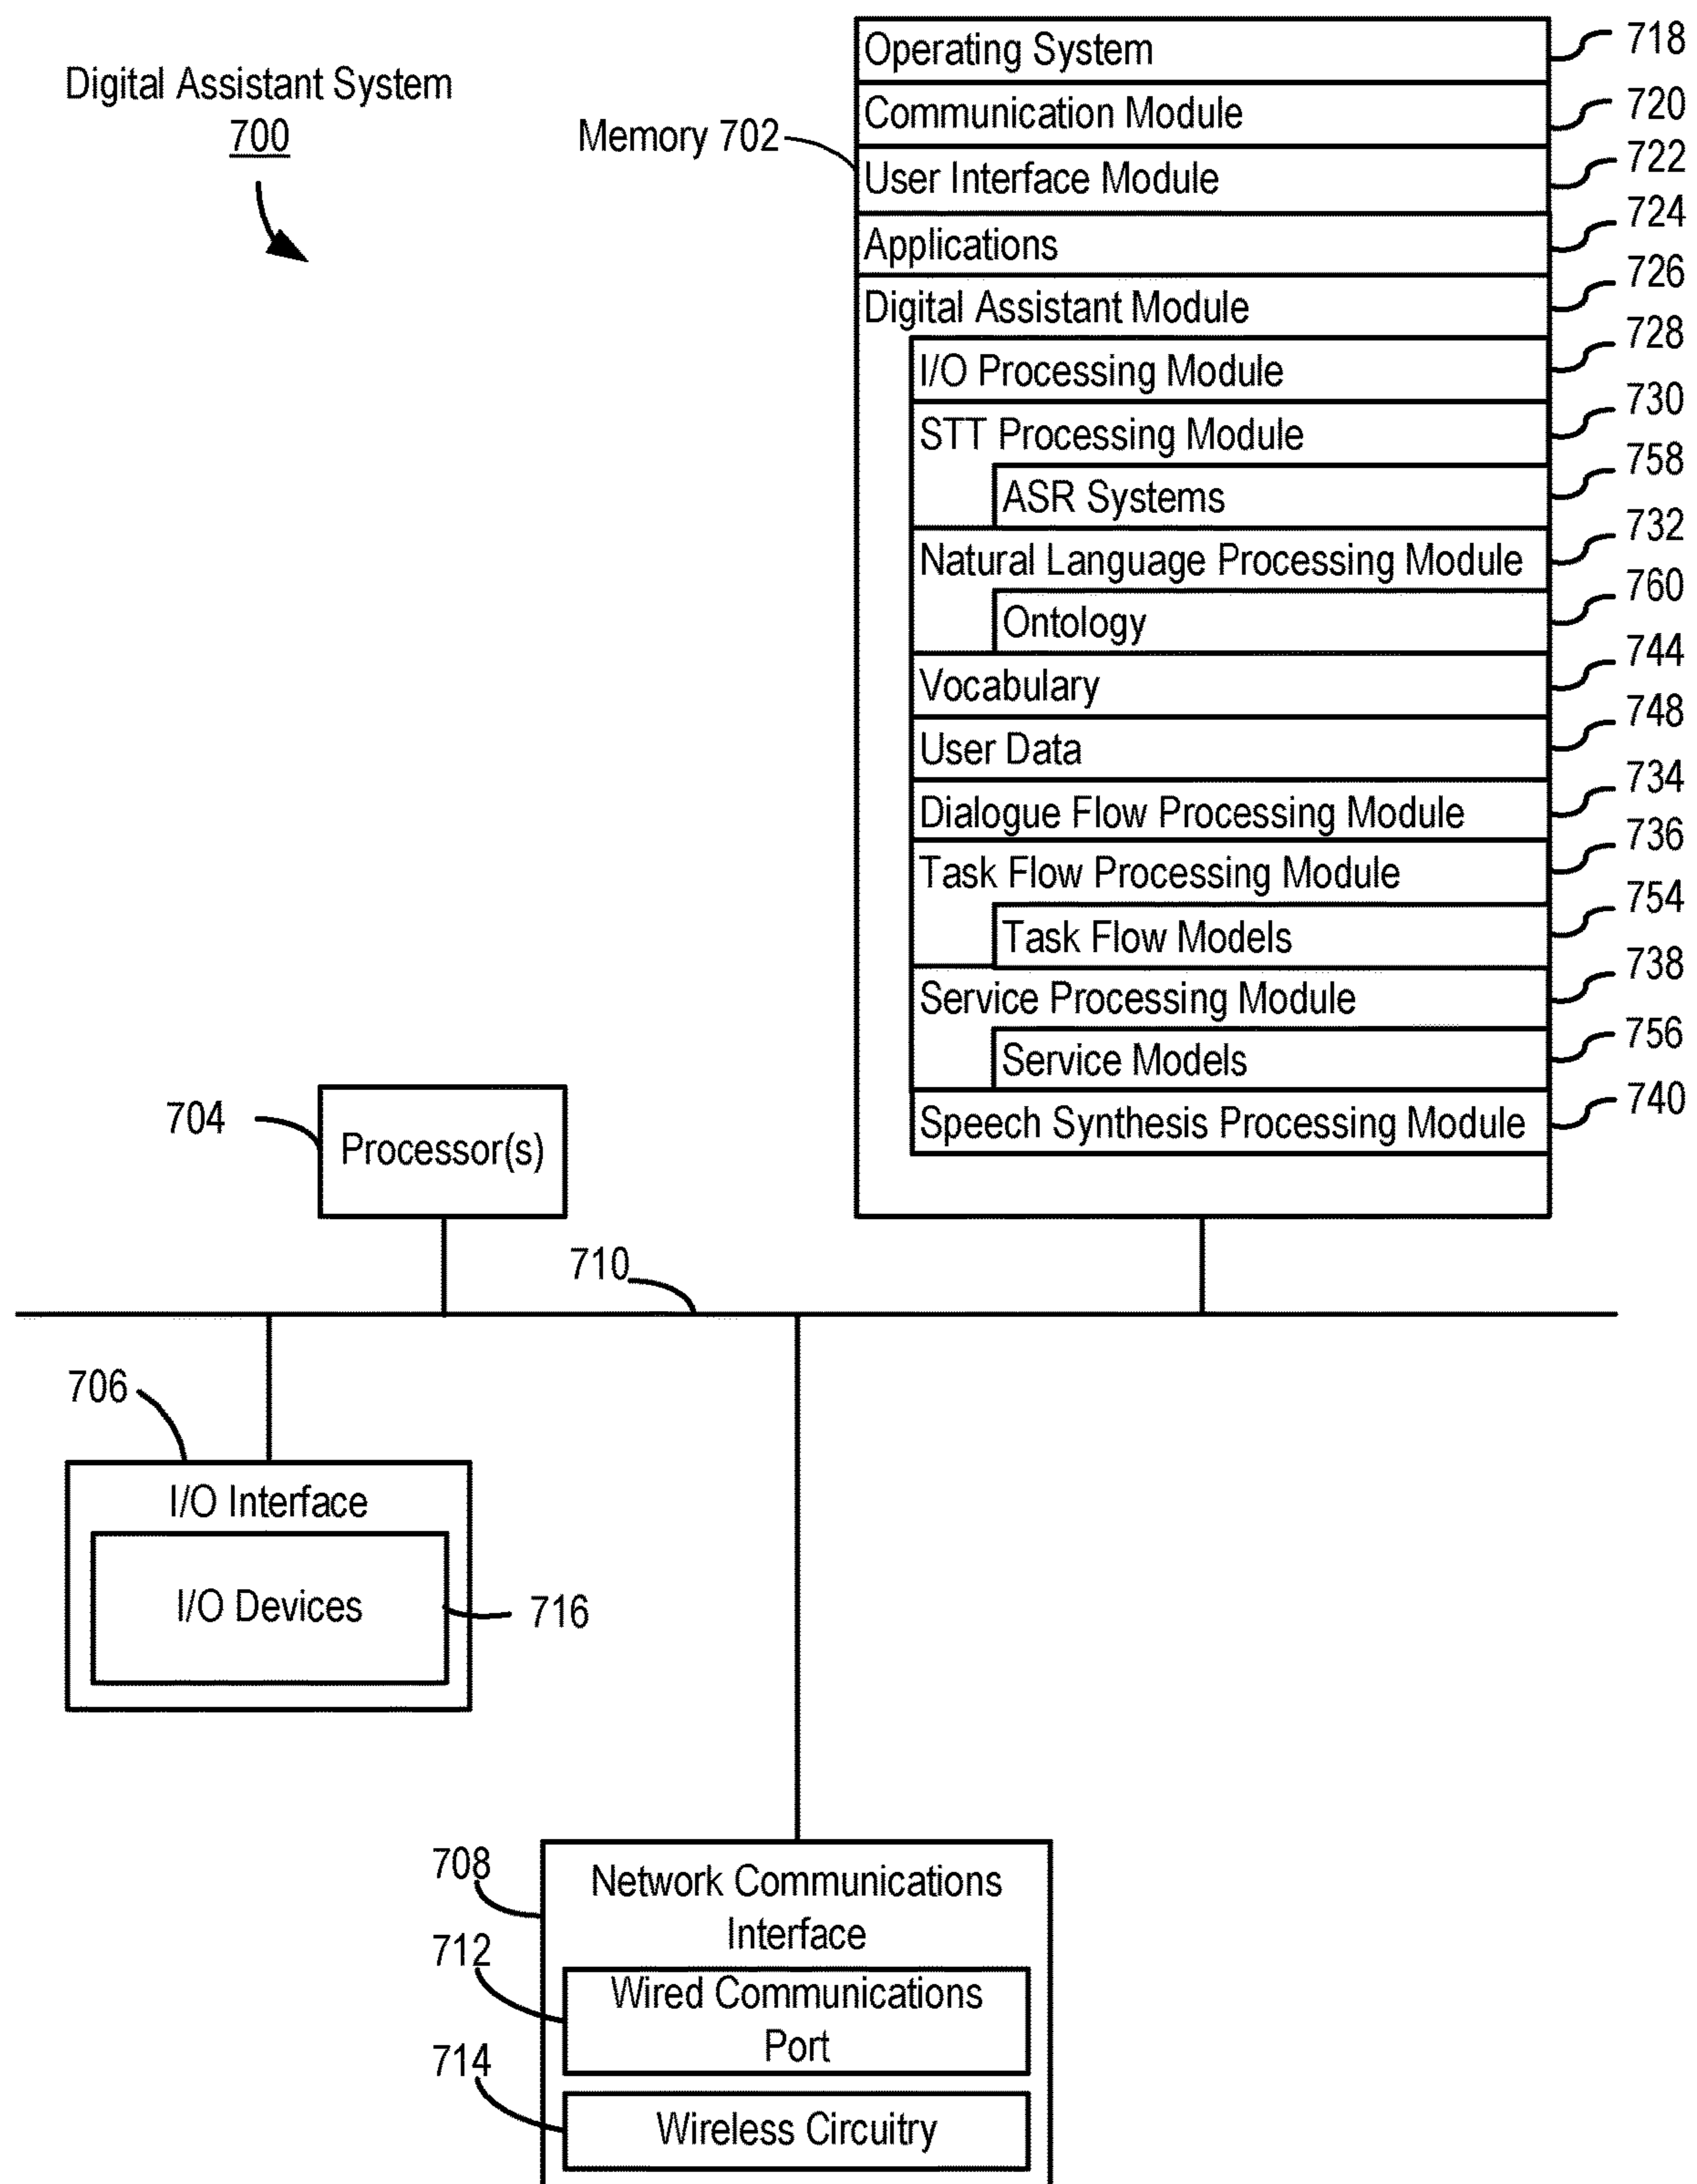 Digital Assistant System
700
Memory 702
Operating System 718
Communication Module 720
User Interface Module 722
Applications 724
Digital Assistant Module 726
I/O Processing Module 728
STT Processing Module 730
ASR Systems 758
Natural Language Processing Module 732
Ontology 760
Vocabulary 744
User Data 748
Dialogue Flow Processing Module 734
Task Flow Processing Module 736
Task Flow Models 754
Service Processing Module 738
Service Models 756
Speech Synthesis Processing Module 740
704
Processor(s)
710
706
I/O Interface
I/O Devices
716
708
Network Communications
Interface
712
Wired Communications
Port
714
Wireless Circuitry